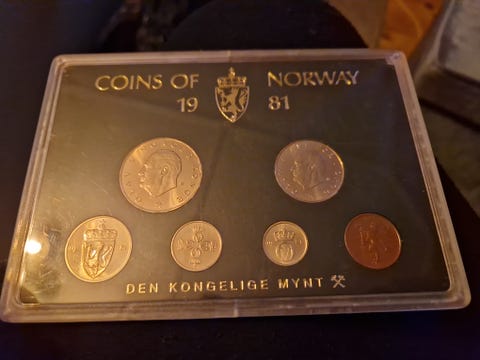 COINS OF NORWAY
19 81
DEN KONGELIGE MYNT